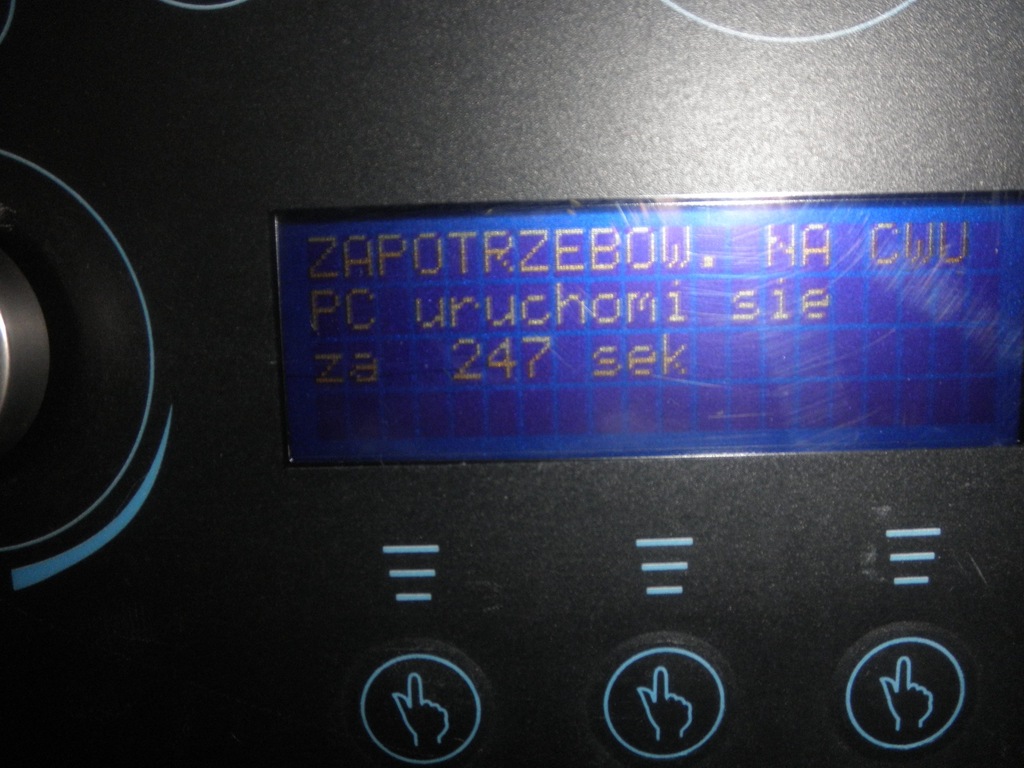 ZAPOTRZEBOW. NA CWU
PC uruchomi sie
za 247 sek